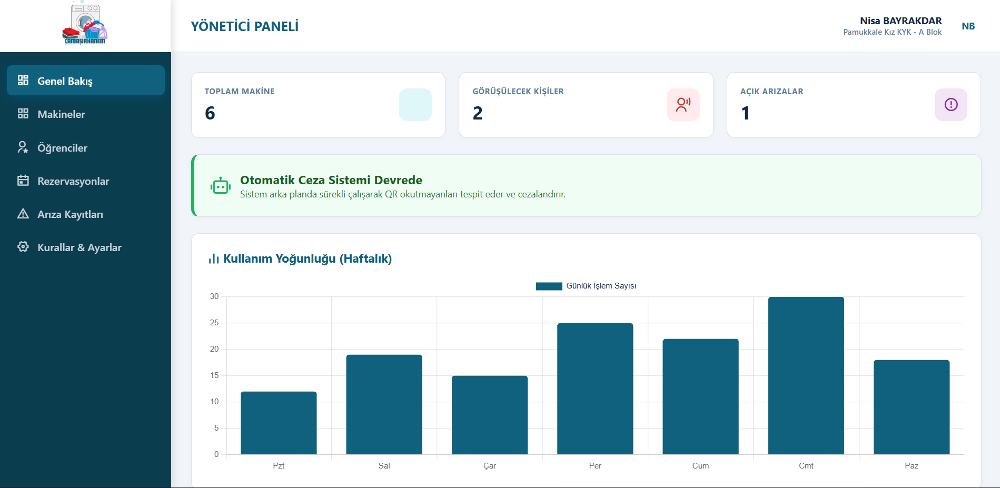 ÇAMAŞIRHANEM
YÖNETİCİ PANELİ
Nisa BAYRAKDAR
Pamukkale Kız KYK - A Blok
NB
Genel Bakış
Makineler
Öğrenciler
Rezervasyonlar
Arıza Kayıtları
Kurallar & Ayarlar
TOPLAM MAKİNE
6
GÖRÜŞÜLECEK KİŞİLER
2
AÇIK ARIZALAR
1
Otomatik Ceza Sistemi Devrede
Sistem arka planda sürekli çalışarak QR okutmayanları tespit eder ve cezalandırır.
Kullanım Yoğunluğu (Haftalık)
Günlük İşlem Sayısı
30
25
20
15
10
5
0
Pzt Sal Çar Per Cum Cmt Paz